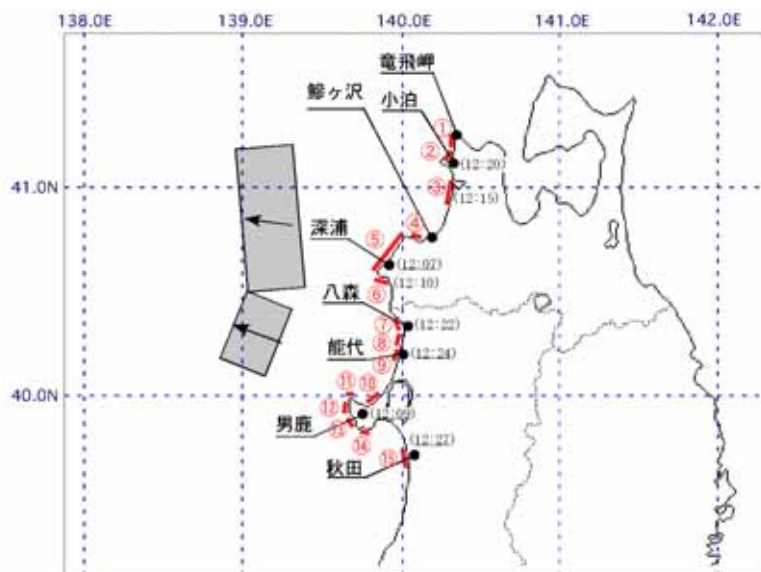 138.0E 139.0E 140.0E 141.0E 142.0E
竜飛岬
鰺ヶ沢
小泊
①
② (12:20)
41.0N
③
(12:15)
④
⑤
深浦
(12:07)
⑥ (12:10)
八森
⑦ (12:22)
⑧
能代 (12:24)
⑨
40.0N
⑪ ⑩
⑫
男鹿
⑬
⑭
(12:27)
⑮
秋田